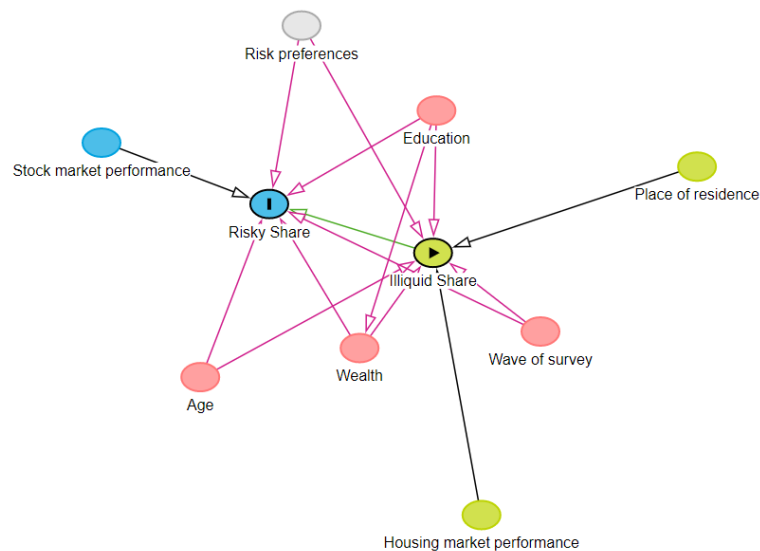 Risk preferences
Education
Stock market performance
Place of residence
Risky Share
Illiquid Share
Wave of survey
Wealth
Age
Housing market performance